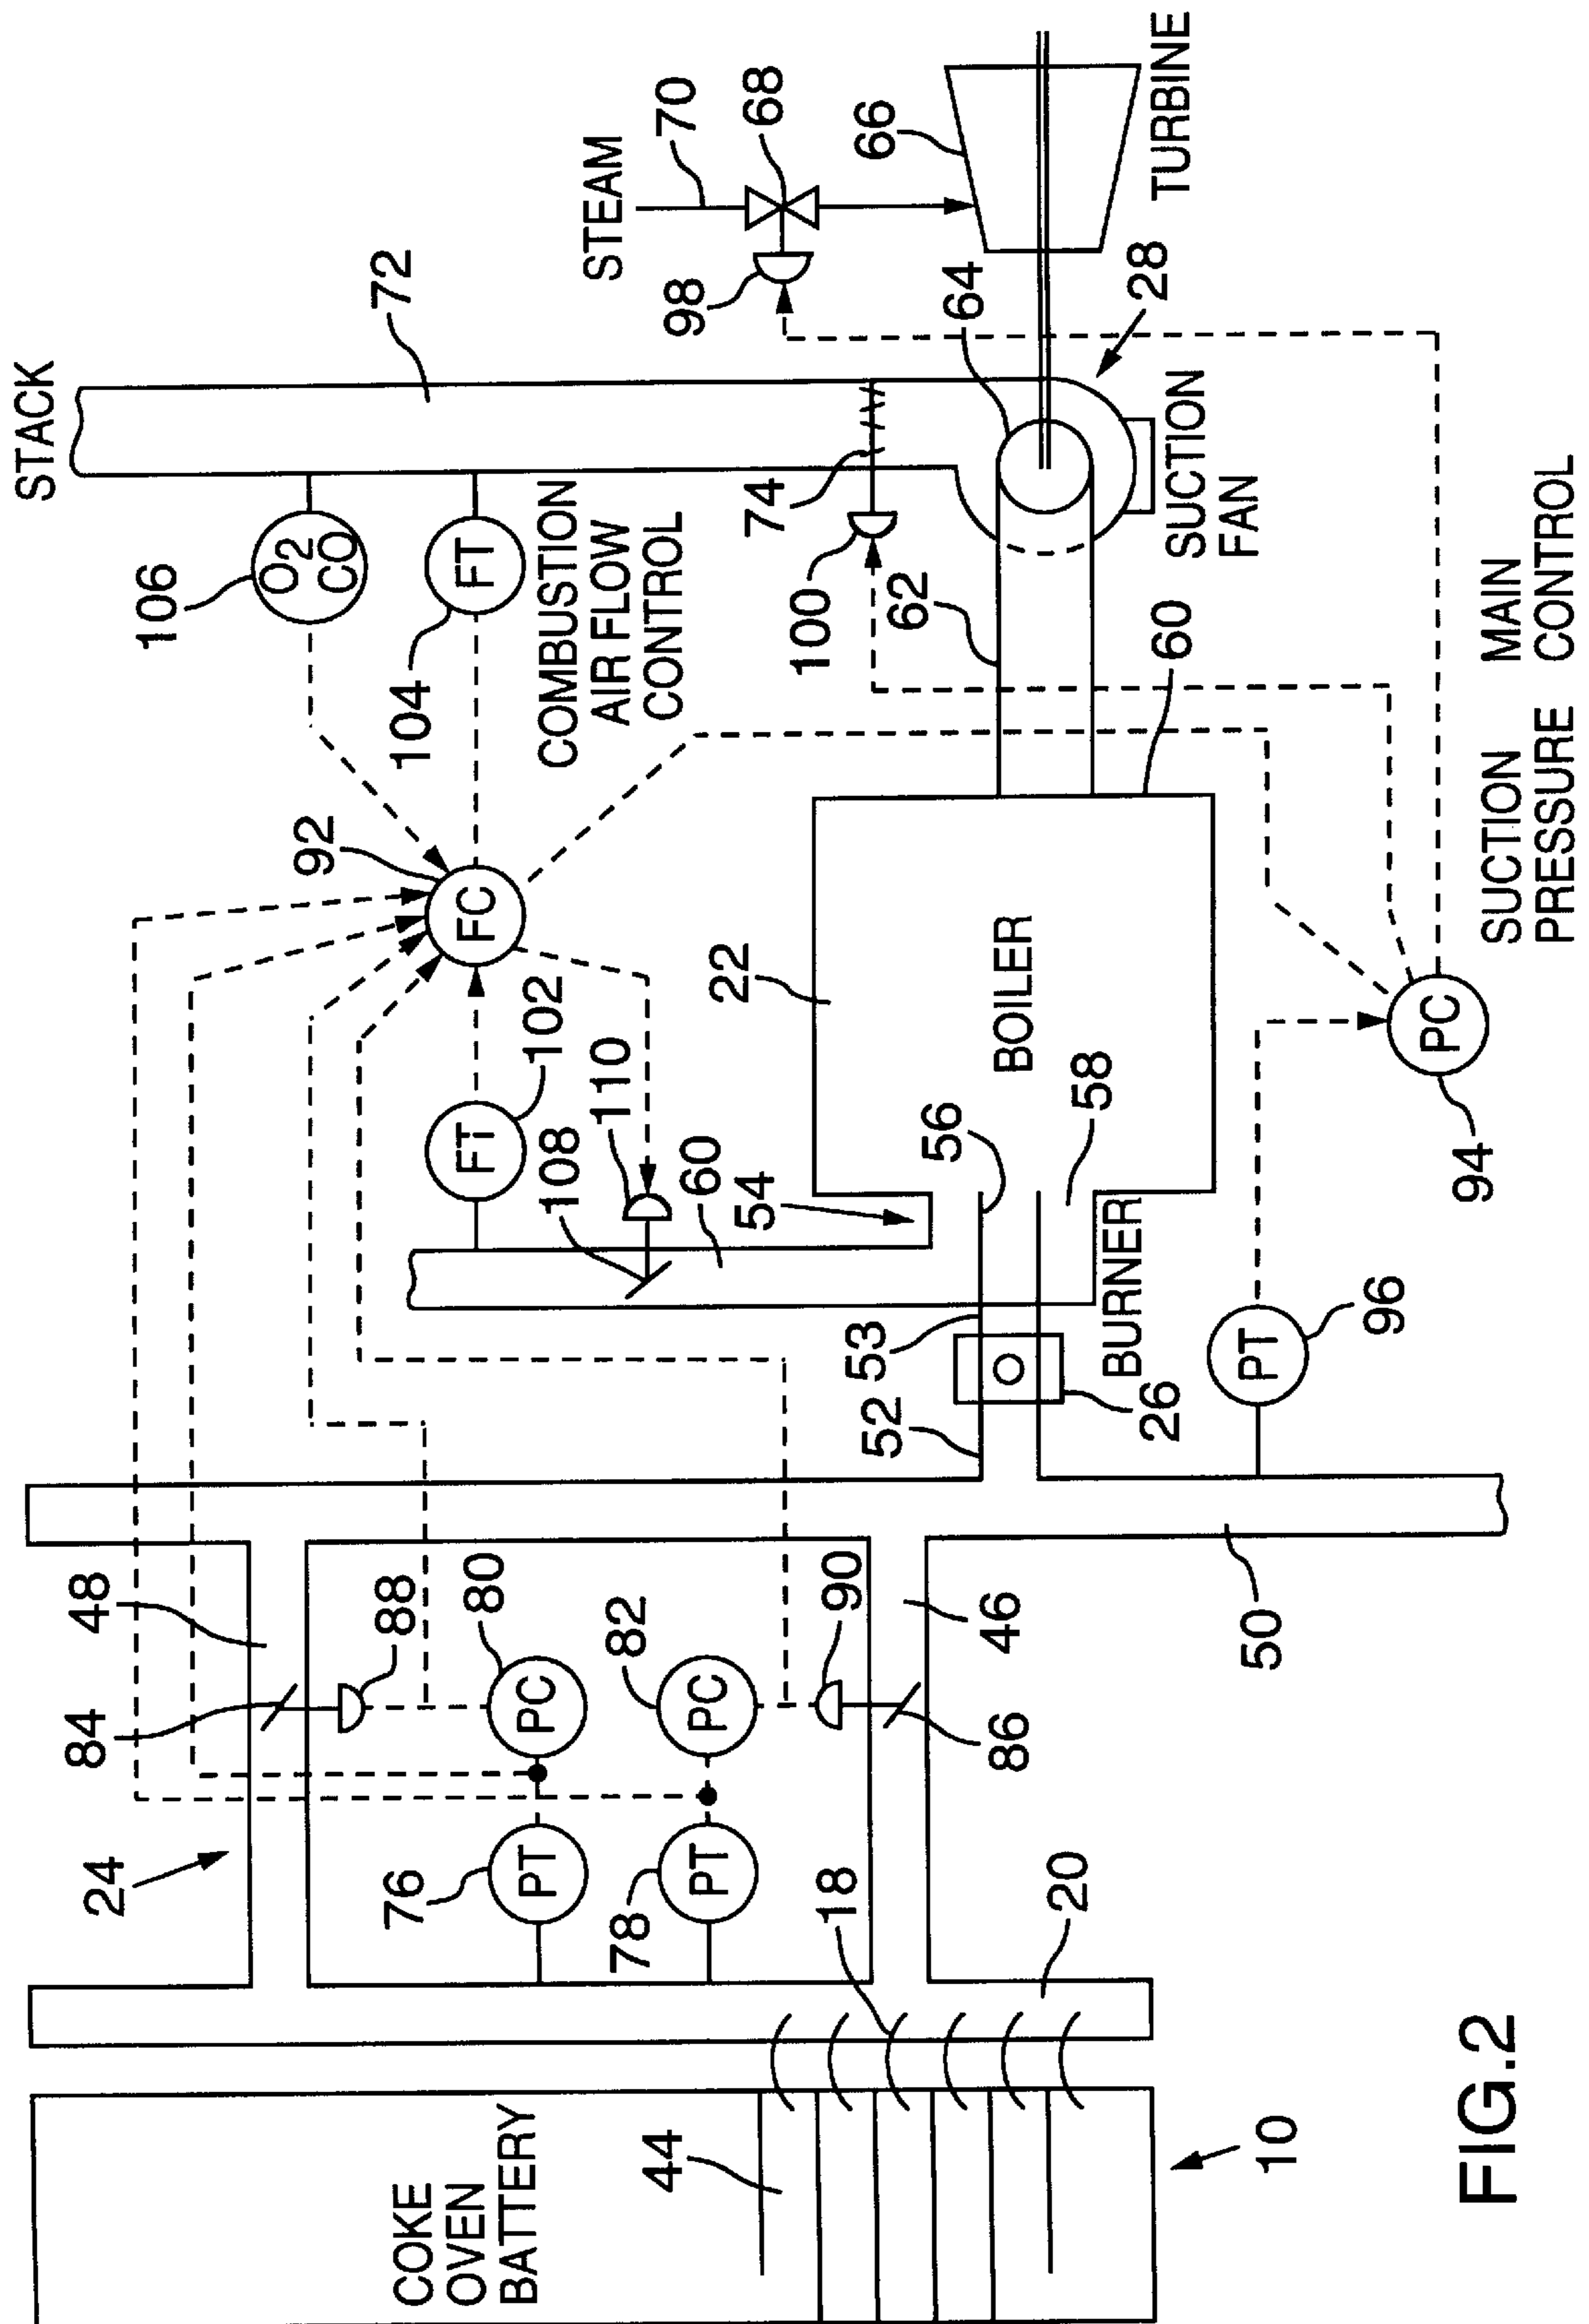 STACK
72
106
O2
CO
104
FT
COMBUSTION
AIR FLOW
CONTROL
STEAM
70
68
98
66
TURBINE
74
100
62
64
28
SUCTION
FAN
60
92
FC
102
FT
110
108
60
54
22
BOILER
56
58
BURNER
53
52
26
PT
96
PC
94
SUCTION MAIN
PRESSURE CONTROL
48
84
88
80
PC
82
PC
90
86
46
50
24
76
PT
78
PT
18
20
COKE
OVEN
BATTERY
44
10
FIG.2